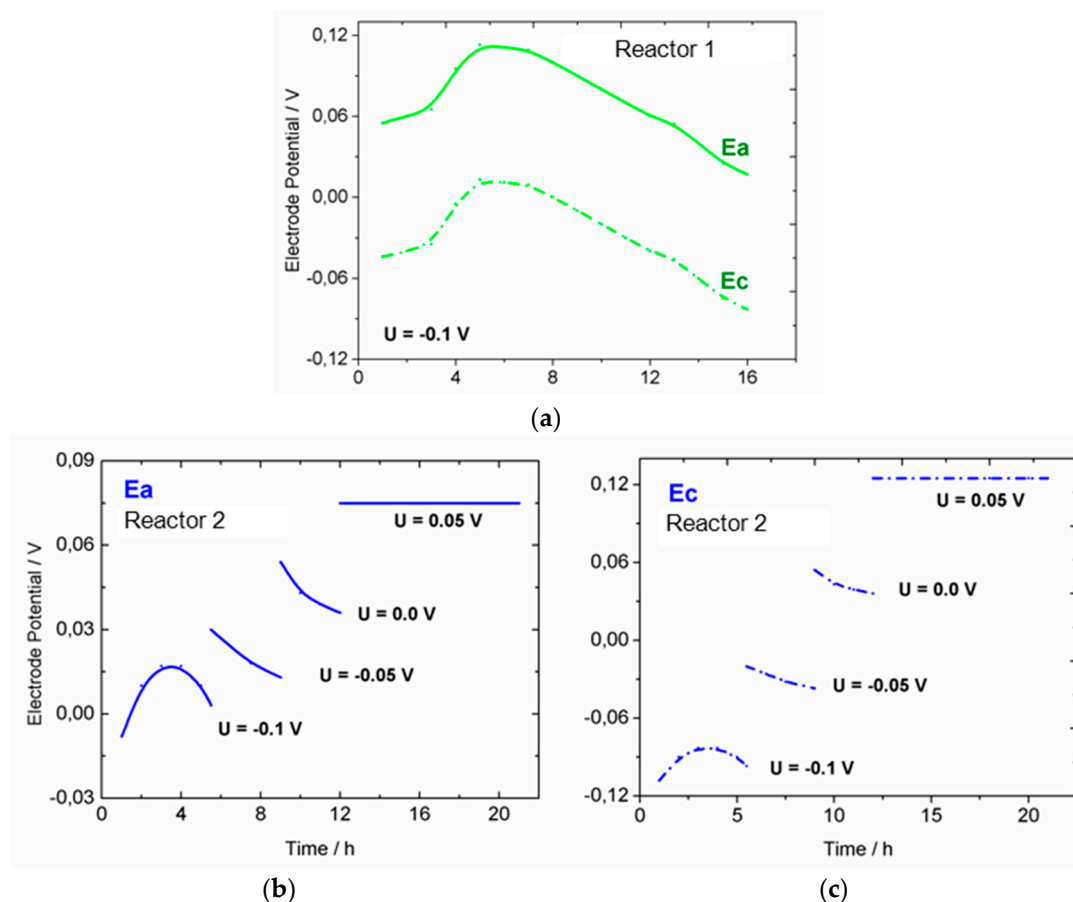 Reactor 1
0,12
0,06
0,00
-0,06
-0,12
Electrode Potential / V
Ea
Ec
U = -0.1 V
0 4 8 12 16
(a)
0,09
0,06
0,03
0,00
-0,03
Electrode Potential / V
Ea
Reactor 2
U = 0.05 V
U = 0.0 V
U = -0.05 V
U = -0.1 V
0 4 8 12 16 20
Time / h
(b)
0,12
0,06
0,00
-0,06
-0,12
Ec
Reactor 2
U = 0.05 V
U = 0.0 V
U = -0.05 V
U = -0.1 V
0 5 10 15 20
Time / h
(c)